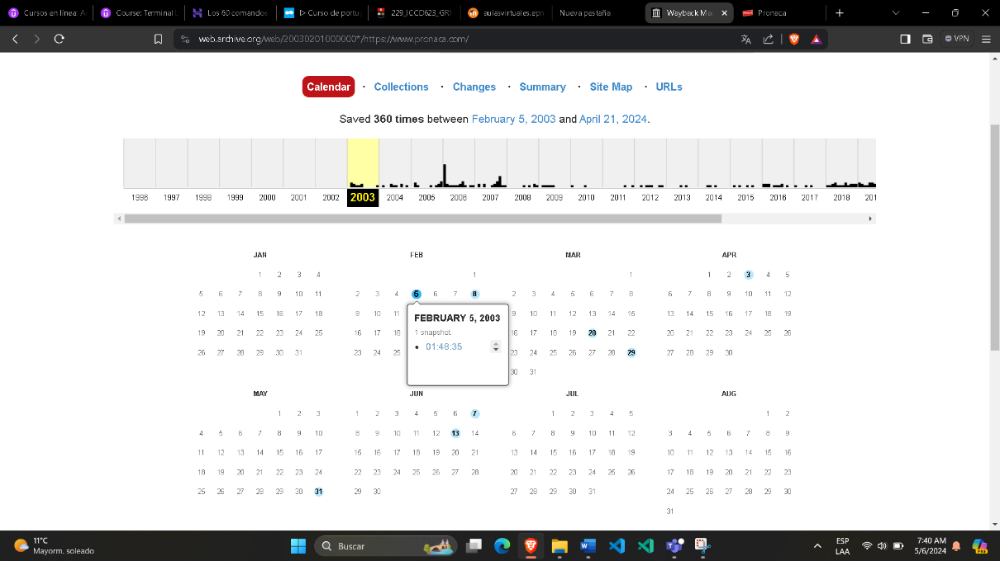 Cursos en línea: A
Course: Terminal L
Los 60 comandos
▷ Curso de portu
229_ICCD623_GR1
aulasvirtuales.epn
Nueva pestaña
Wayback Ma
Pronaca
web.archive.org/web/20030201000000*/https://www.pronaca.com/
VPN
Calendar · Collections · Changes · Summary · Site Map · URLs
Saved 360 times between February 5, 2003 and April 21, 2024.
1996 1997 1998 1999 2000 2001 2002 2003 2004 2005 2006 2007 2008 2009 2010 2011 2012 2013 2014 2015 2016 2017 2018 201
JAN FEB MAR APR
1 2 3 4 1 1 1 2 3 4 5
5 6 7 8 9 10 11 2 3 4 5 6 7 8 2 3 4 5 6 7 8 6 7 8 9 10 11 12
12 13 14 15 16 17 18 9 10 11 9 10 11 12 13 14 15 13 14 15 16 17 18 19
19 20 21 22 23 24 25 16 17 18 16 17 18 19 20 21 22 20 21 22 23 24 25 26
26 27 28 29 30 31 23 24 25 23 24 25 26 27 28 29 27 28 29 30
30 31
FEBRUARY 5, 2003
1 snapshot
• 01:48:35
MAY JUN JUL AUG
1 2 3 1 2 3 4 5 6 7 1 2 3 4 5 1 2
4 5 6 7 8 9 10 8 9 10 11 12 13 14 6 7 8 9 10 11 12 3 4 5 6 7 8 9
11 12 13 14 15 16 17 15 16 17 18 19 20 21 13 14 15 16 17 18 19 10 11 12 13 14 15 16
18 19 20 21 22 23 24 22 23 24 25 26 27 28 20 21 22 23 24 25 26 17 18 19 20 21 22 23
25 26 27 28 29 30 31 29 30 27 28 29 30 31 24 25 26 27 28 29 30
31
11°C
Mayorm. soleado
Buscar
ESP
LAA
7:40 AM
5/6/2024